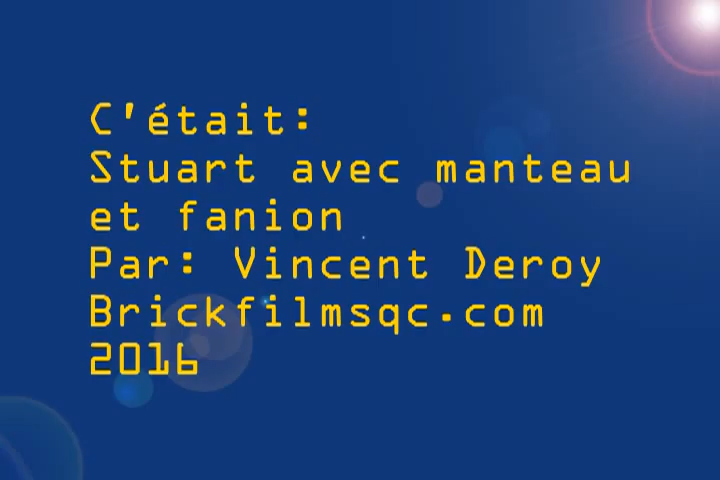 C'était:
Stuart avec manteau
et fanion
Par: Vincent Deroy
Brickfilmsqc.com
2016